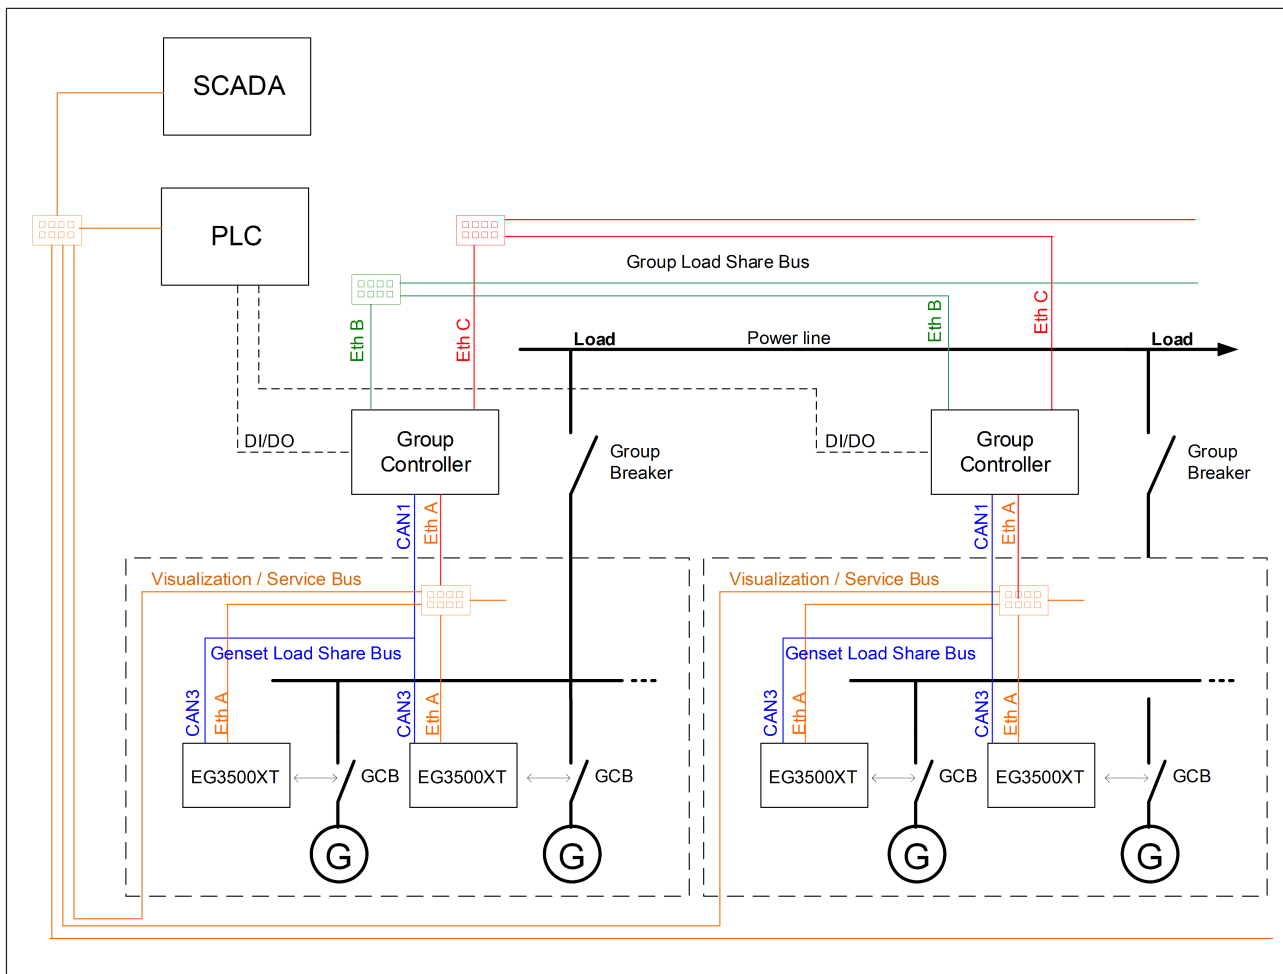 SCADA
PLC
Group Load Share Bus
Eth B
Eth C
Eth B
Eth C
Load
Power line
Load
DI/DO
Group
Controller
Group
Breaker
DI/DO
Group
Controller
Group
Breaker
CAN1
Eth A
CAN1
Eth A
Visualization / Service Bus
Visualization / Service Bus
Genset Load Share Bus
Genset Load Share Bus
CAN3
Eth A
CAN3
Eth A
CAN3
Eth A
CAN3
Eth A
EG3500XT
GCB
EG3500XT
GCB
EG3500XT
GCB
EG3500XT
GCB
G
G
G
G